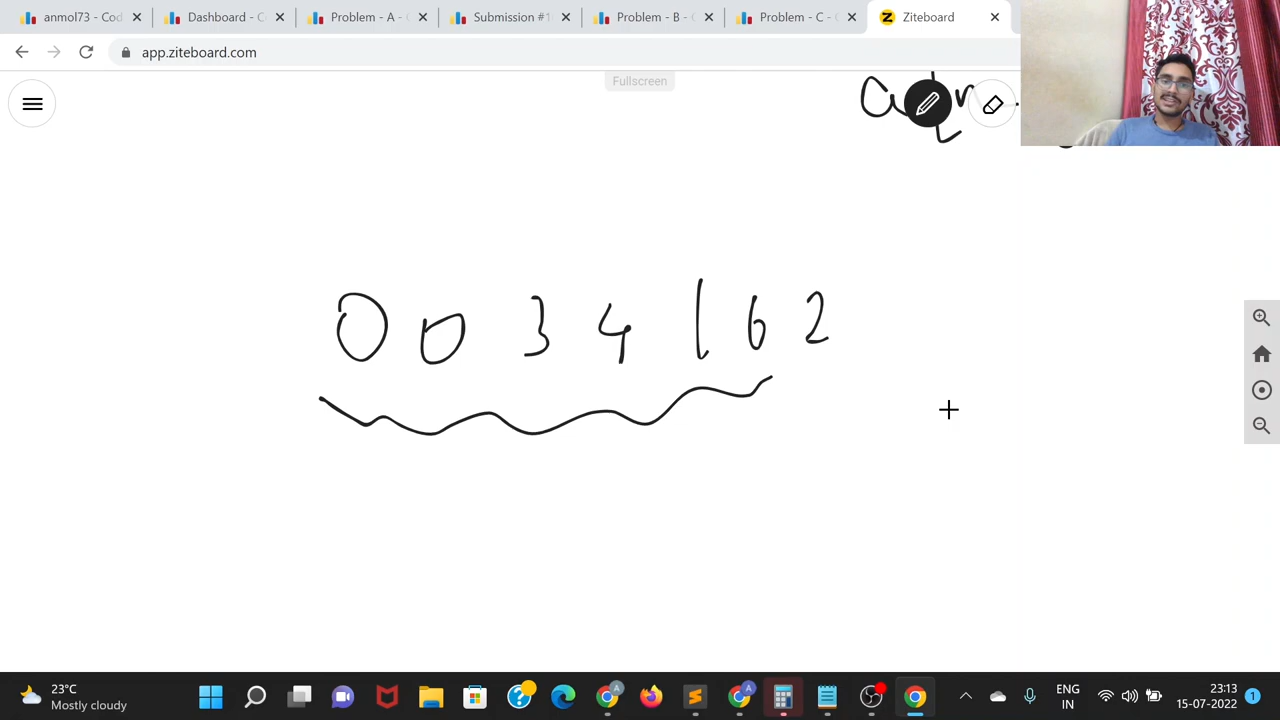 anmol73 - Cod
Dashboard - C
Problem - A - C
Submission #1
Problem - B - C
Problem - C - C
Ziteboard
app.ziteboard.com
Fullscreen
0 0 3 4 1 6 2
23°C
Mostly cloudy
ENG
IN
23:13
15-07-2022
1